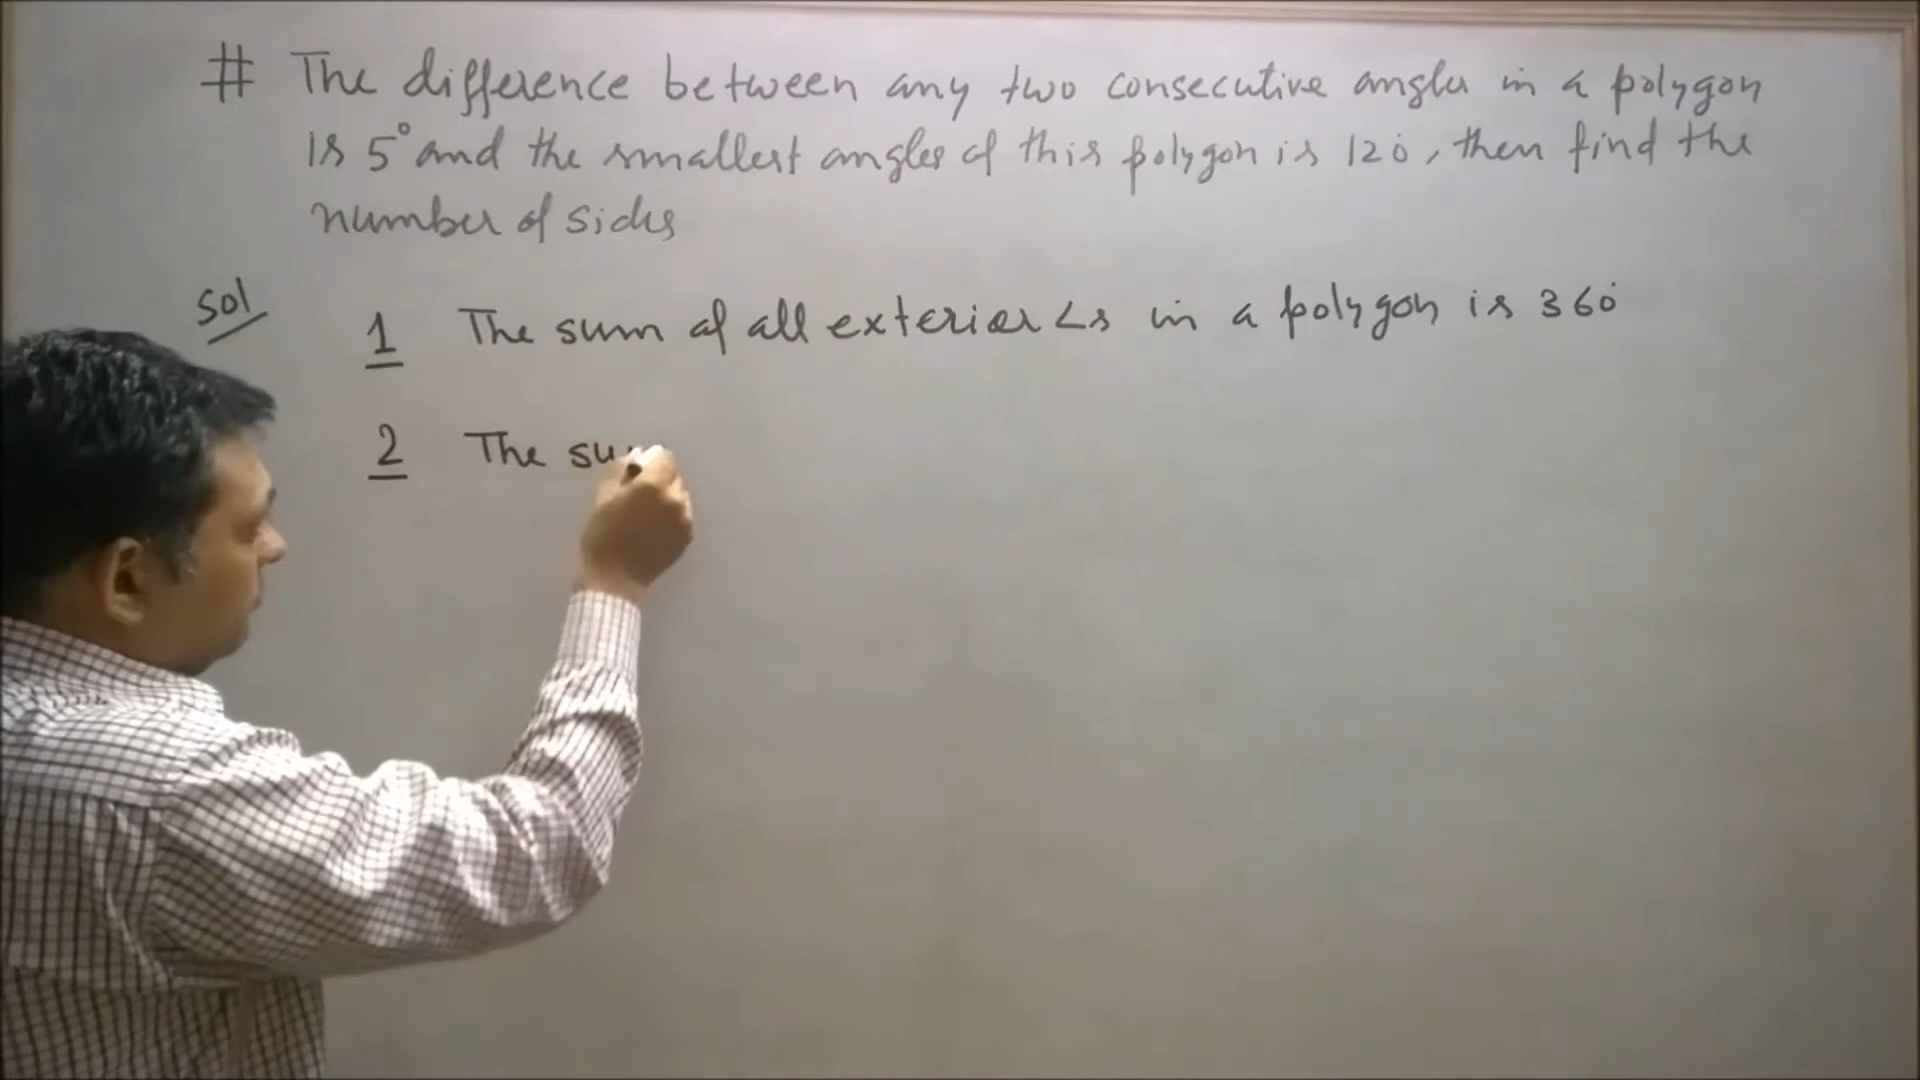 # The difference between any two consecutive angles in a polygon
is 5° and the smallest angles of this polygon is 120°, then find the
number of sides
Sol
1 The sum of all exterior ∠s in a polygon is 360°
2 The su